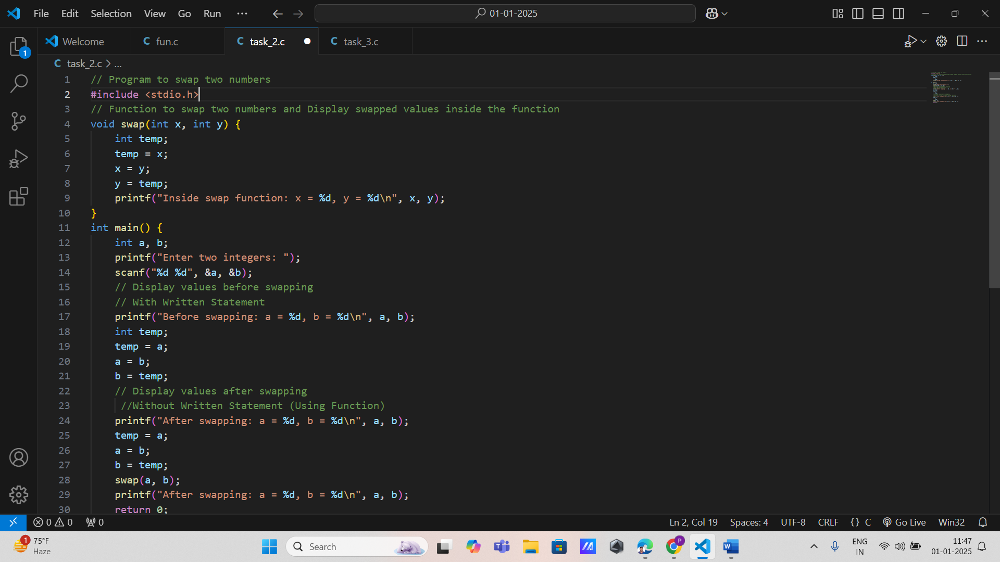 File Edit Selection View Go Run ··· 01-01-2025
Welcome fun.c task_2.c task_3.c
C task_2.c > ...
1 // Program to swap two numbers
2 #include <stdio.h>
3 // Function to swap two numbers and Display swapped values inside the function
4 void swap(int x, int y) {
5 int temp;
6 temp = x;
7 x = y;
8 y = temp;
9 printf("Inside swap function: x = %d, y = %d\n", x, y);
10 }
11 int main() {
12 int a, b;
13 printf("Enter two integers: ");
14 scanf("%d %d", &a, &b);
15 // Display values before swapping
16 // With Written Statement
17 printf("Before swapping: a = %d, b = %d\n", a, b);
18 int temp;
19 temp = a;
20 a = b;
21 b = temp;
22 // Display values after swapping
23 //Without Written Statement (Using Function)
24 printf("After swapping: a = %d, b = %d\n", a, b);
25 temp = a;
26 a = b;
27 b = temp;
28 swap(a, b);
29 printf("After swapping: a = %d, b = %d\n", a, b);
30 return 0;
0 0 0 Ln 2, Col 19 Spaces: 4 UTF-8 CRLF {} C Go Live Win32
1 75°F Search ENG 11:47
Haze IN 01-01-2025